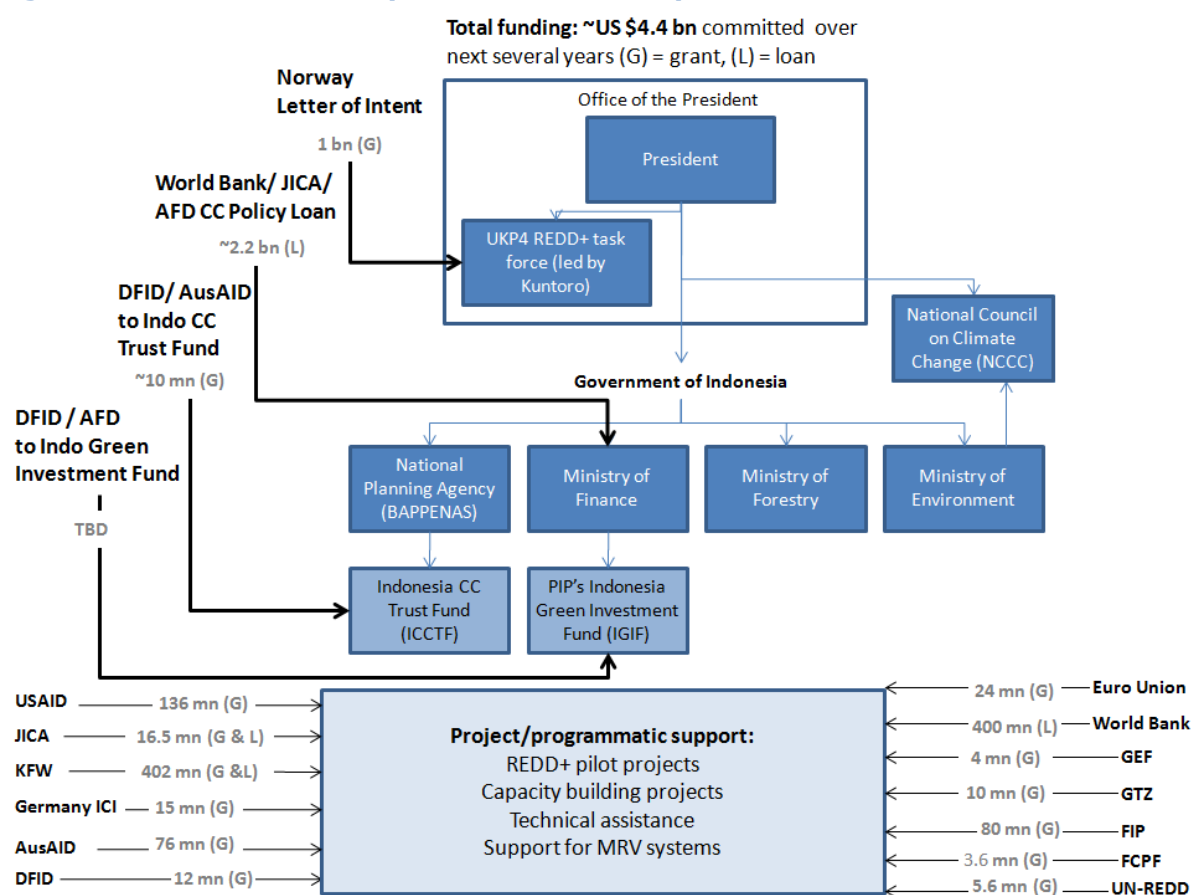 Total funding: ~US $4.4 bn committed over
next several years (G) = grant, (L) = loan
Norway
Letter of Intent
1 bn (G)
Office of the President
President
World Bank/ JICA/
AFD CC Policy Loan
~2.2 bn (L)
UKP4 REDD+ task
force (led by
Kuntoro)
DFID/ AusAID
to Indo CC
Trust Fund
~10 mn (G)
National Council
on Climate
Change (NCCC)
Government of Indonesia
DFID / AFD
to Indo Green
Investment Fund
TBD
National
Planning Agency
(BAPPENAS)
Ministry of
Finance
Ministry of
Forestry
Ministry of
Environment
Indonesia CC
Trust Fund
(ICCTF)
PIP's Indonesia
Green Investment
Fund (IGIF)
USAID 136 mn (G)
JICA 16.5 mn (G & L)
KFW 402 mn (G &L)
Germany ICI 15 mn (G)
AusAID 76 mn (G)
DFID 12 mn (G)
Project/programmatic support:
REDD+ pilot projects
Capacity building projects
Technical assistance
Support for MRV systems
24 mn (G) Euro Union
400 mn (L) World Bank
4 mn (G) GEF
10 mn (G) GTZ
80 mn (G) FIP
3.6 mn (G) FCPF
5.6 mn (G) UN-REDD